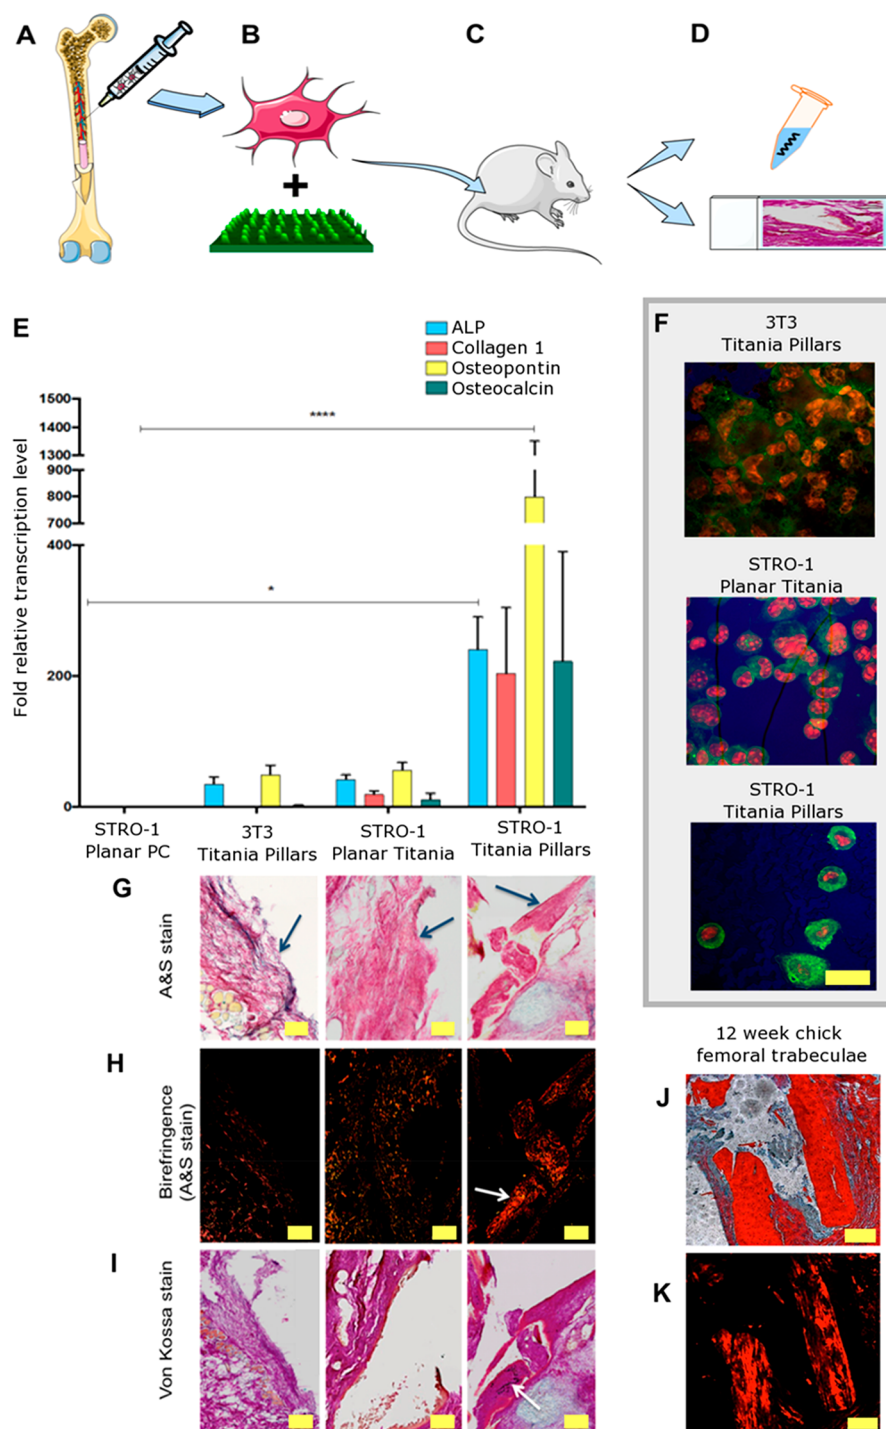 A
B
C
D
E
ALP
Collagen 1
Osteopontin
Osteocalcin
1500
1400
1300
900
800
700
400
200
0
Fold relative transcription level
****
*
STRO-1
Planar PC
3T3
Titania Pillars
STRO-1
Planar Titania
STRO-1
Titania Pillars
F
3T3
Titania Pillars
STRO-1
Planar Titania
STRO-1
Titania Pillars
G
A&S stain
H
Birefringence
(A&S stain)
I
Von Kossa stain
12 week chick
femoral trabeculae
J
K